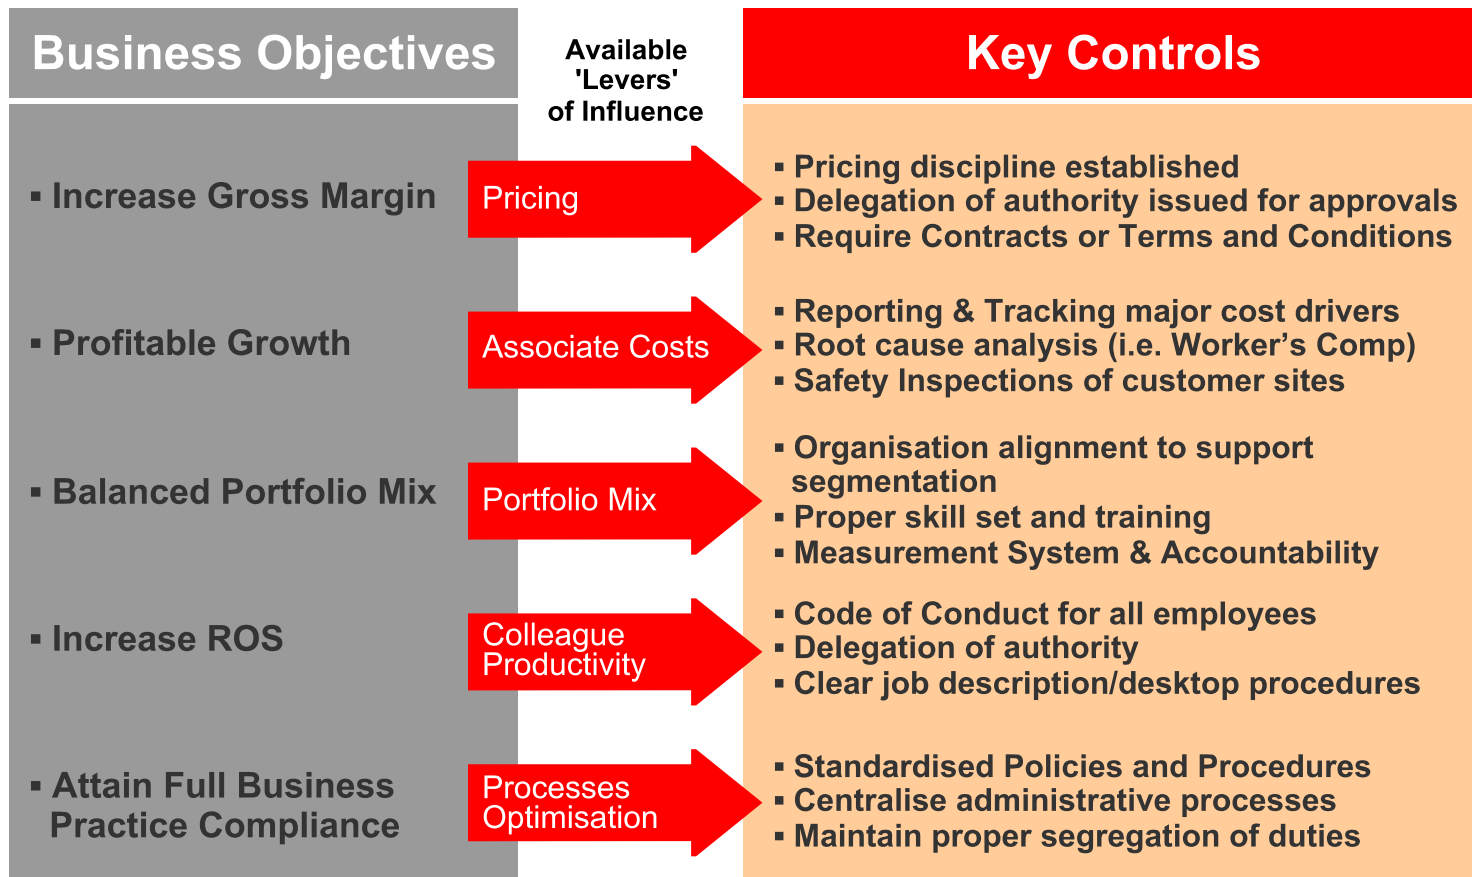 Business Objectives
Available
'Levers'
of Influence
Key Controls
▪ Increase Gross Margin
Pricing
▪ Pricing discipline established
▪ Delegation of authority issued for approvals
▪ Require Contracts or Terms and Conditions
▪ Profitable Growth
Associate Costs
▪ Reporting & Tracking major cost drivers
▪ Root cause analysis (i.e. Worker’s Comp)
▪ Safety Inspections of customer sites
▪ Balanced Portfolio Mix
Portfolio Mix
▪ Organisation alignment to support
segmentation
▪ Proper skill set and training
▪ Measurement System & Accountability
▪ Increase ROS
Colleague
Productivity
▪ Code of Conduct for all employees
▪ Delegation of authority
▪ Clear job description/desktop procedures
▪ Attain Full Business
Practice Compliance
Processes
Optimisation
▪ Standardised Policies and Procedures
▪ Centralise administrative processes
▪ Maintain proper segregation of duties